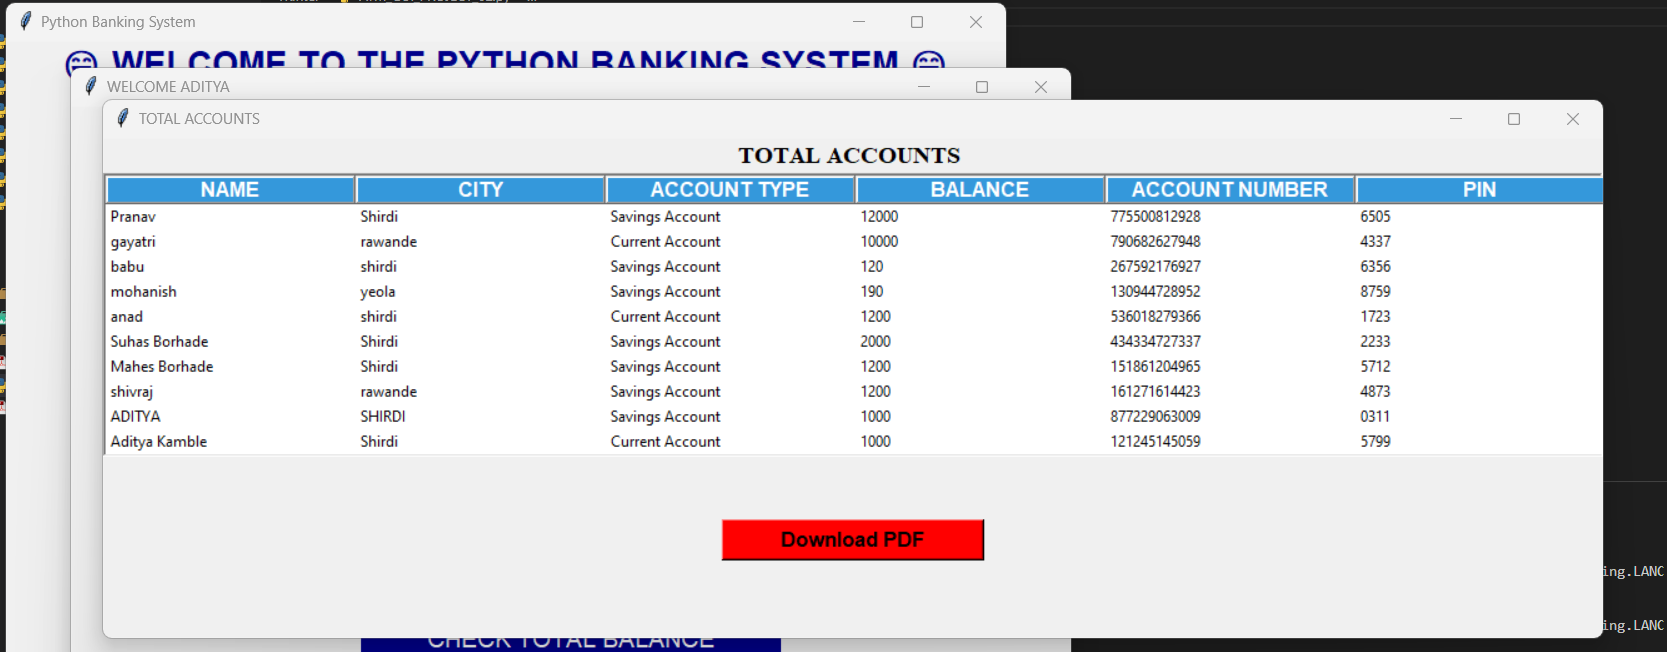 Python Banking System
😄 WELCOME TO THE PYTHON BANKING SYSTEM 😄
WELCOME ADITYA
TOTAL ACCOUNTS
TOTAL ACCOUNTS
NAME CITY ACCOUNT TYPE BALANCE ACCOUNT NUMBER PIN
Pranav Shirdi Savings Account 12000 775500812928 6505
gayatri rawande Current Account 10000 790682627948 4337
babu shirdi Savings Account 120 267592176927 6356
mohanish yeola Savings Account 190 130944728952 8759
anad shirdi Current Account 1200 536018279366 1723
Suhas Borhade Shirdi Savings Account 2000 434334727337 2233
Mahes Borhade Shirdi Savings Account 1200 151861204965 5712
shivraj rawande Savings Account 1200 161271614423 4873
ADITYA SHIRDI Savings Account 1000 877229063009 0311
Aditya Kamble Shirdi Current Account 1000 121245145059 5799
Download PDF
ing.LANC
ing.LANC
CHECK TOTAL BALANCE